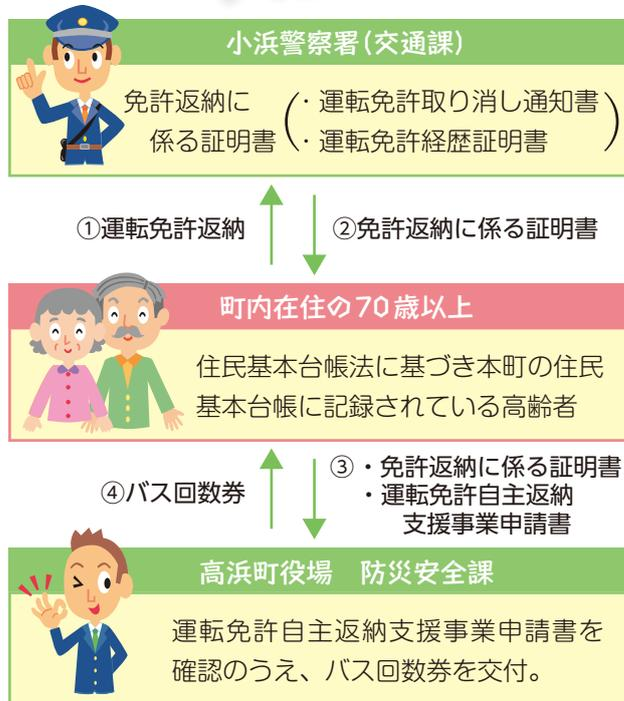 小浜警察署(交通課)
免許返納に
係る証明書
(・運転免許取り消し通知書
・運転免許経歴証明書)
①運転免許返納
②免許返納に係る証明書
町内在住の70歳以上
住民基本台帳法に基づき本町の住民
基本台帳に記録されている高齢者
④バス回数券
③・免許返納に係る証明書
・運転免許自主返納
支援事業申請書
高浜町役場　防災安全課
運転免許自主返納支援事業申請書を
確認のうえ、バス回数券を交付。